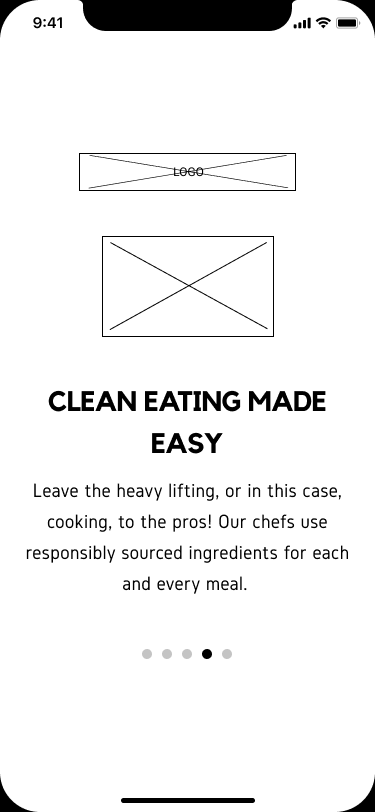 9:41
LOGO
CLEAN EATING MADE
EASY
Leave the heavy lifting, or in this case,
cooking, to the pros! Our chefs use
responsibly sourced ingredients for each
and every meal.